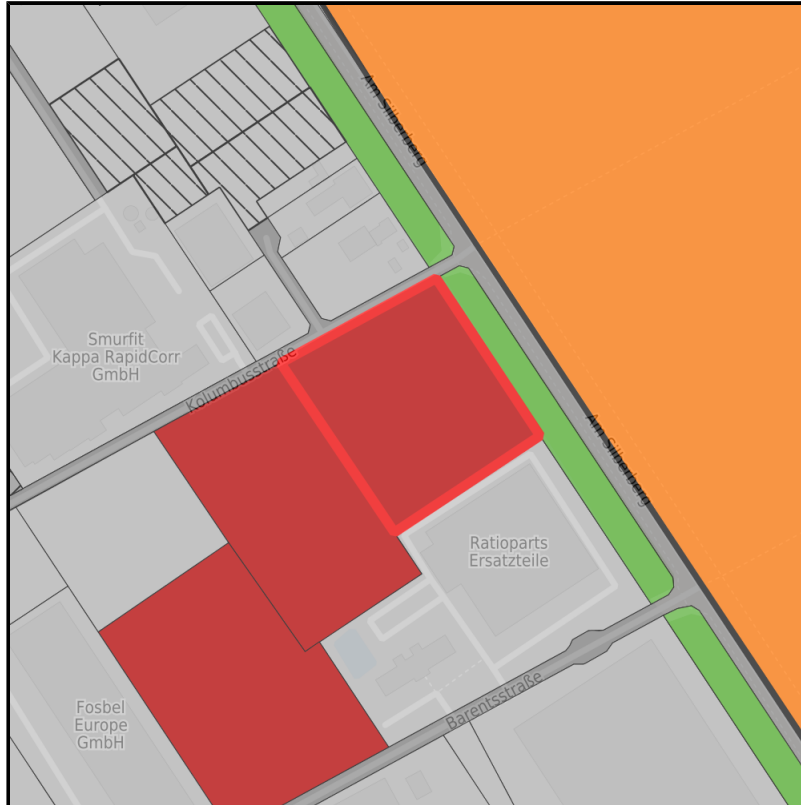 Am Silberberg
Smurfit
Kappa RapidCorr
GmbH
Kolumbusstraße
Am Silberberg
Ratioparts
Ersatzteile
Barentsstraße
Fosbel
Europe
GmbH